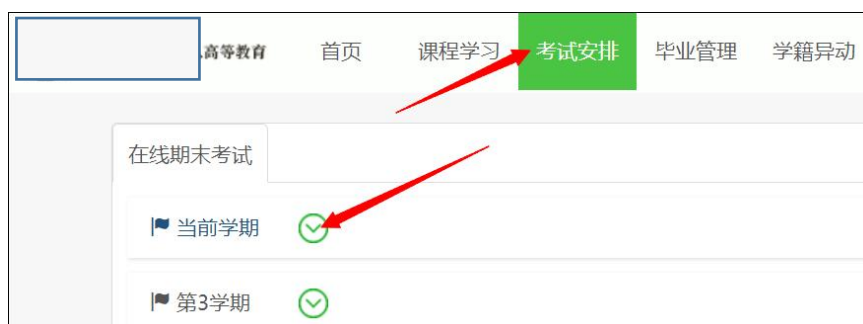 高等教育 首页 课程学习 考试安排 毕业管理 学籍异动
在线期末考试
当前学期
第3学期